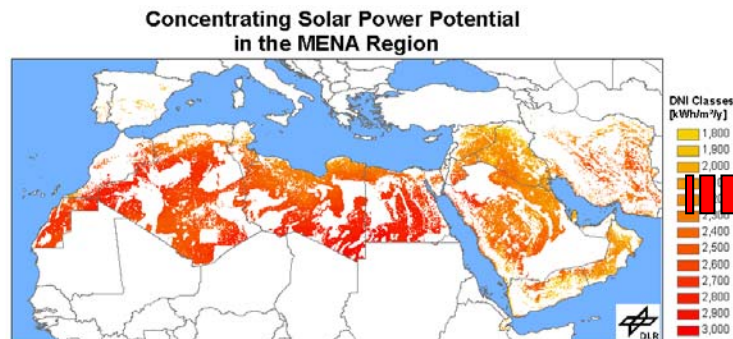 Concentrating Solar Power Potential
in the MENA Region
DNI Classes
[kWh/m²/y]
1,800
1,900
2,000
2,400
2,500
2,600
2,700
2,800
2,900
3,000
DLR